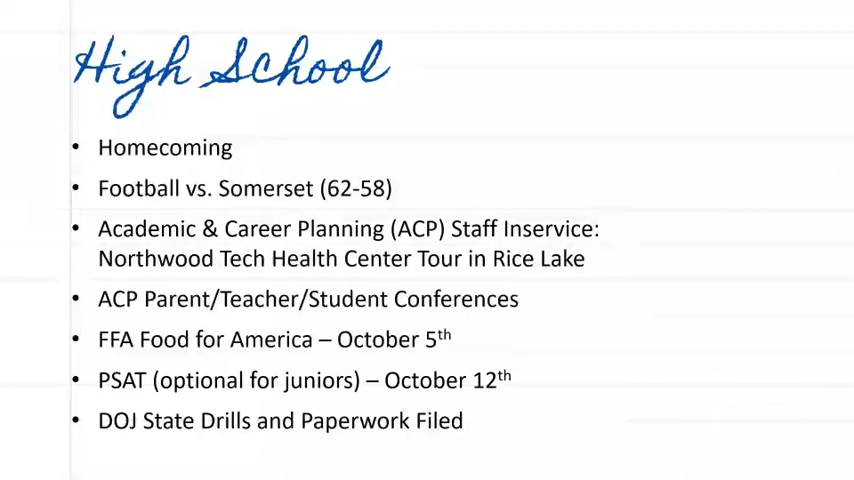 High School
• Homecoming
• Football vs. Somerset (62-58)
• Academic & Career Planning (ACP) Staff Inservice:
Northwood Tech Health Center Tour in Rice Lake
• ACP Parent/Teacher/Student Conferences
• FFA Food for America – October 5th
• PSAT (optional for juniors) – October 12th
• DOJ State Drills and Paperwork Filed